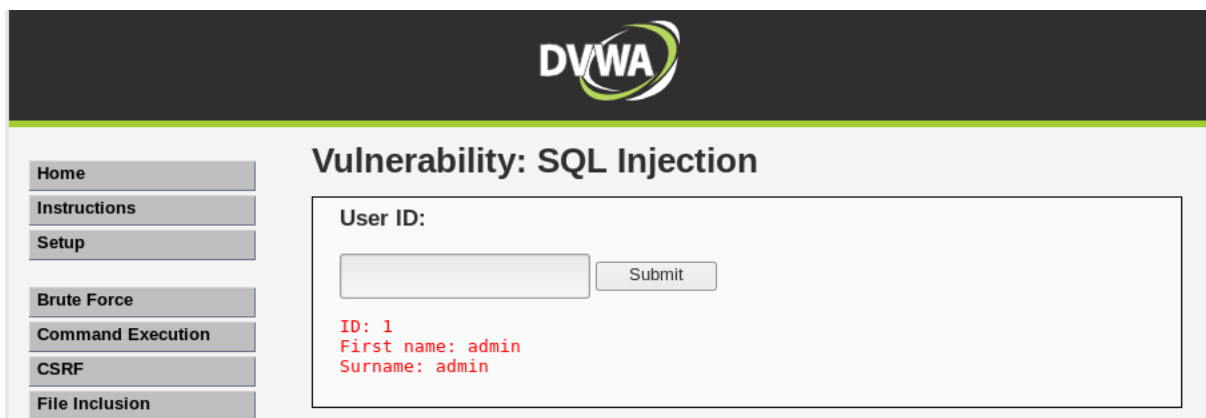 DVWA
Home
Instructions
Setup
Brute Force
Command Execution
CSRF
File Inclusion
Vulnerability: SQL Injection
User ID:
Submit
ID: 1
First name: admin
Surname: admin